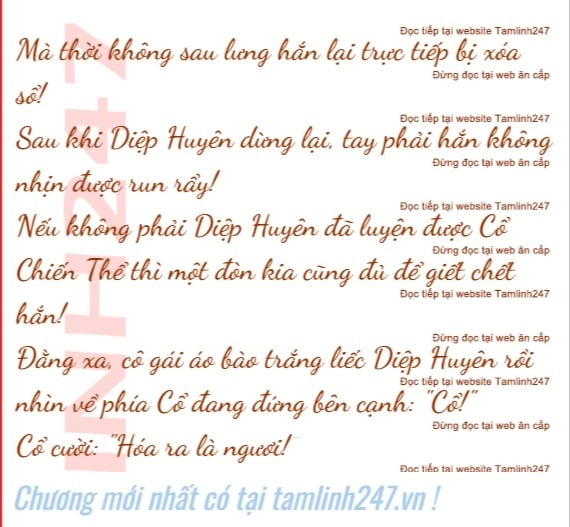 Đọc tiếp tại website Tamlinh247
Mà thời không sau lưng hắn lại trực tiếp bị xóa
Đừng đọc tại web ăn cắp
sổ!
Đọc tiếp tại website Tamlinh247
Sau khi Diệp Huyên dừng lại, tay phải hắn không
Đừng đọc tại web ăn cắp
nhịn được run rẩy!
Đọc tiếp tại website Tamlinh247
Nếu không phải Diệp Huyên đã luyện được Cổ
Đừng đọc tại web ăn cắp
Chiến Thể thì một đòn kia cũng đủ để giết chết
Đọc tiếp tại website Tamlinh247
hắn!
Đừng đọc tại web ăn cắp
Đằng xa, cô gái áo bào trắng liếc Diệp Huyên rồi
Đọc tiếp tại website Tamlinh247
nhìn về phía Cổ đang đứng bên cạnh: "Cổ!"
Đừng đọc tại web ăn cắp
Cổ cười: "Hóa ra là ngươi!
Đọc tiếp tại website Tamlinh247
Chương mới nhất có tại tamlinh247.vn !
INH247